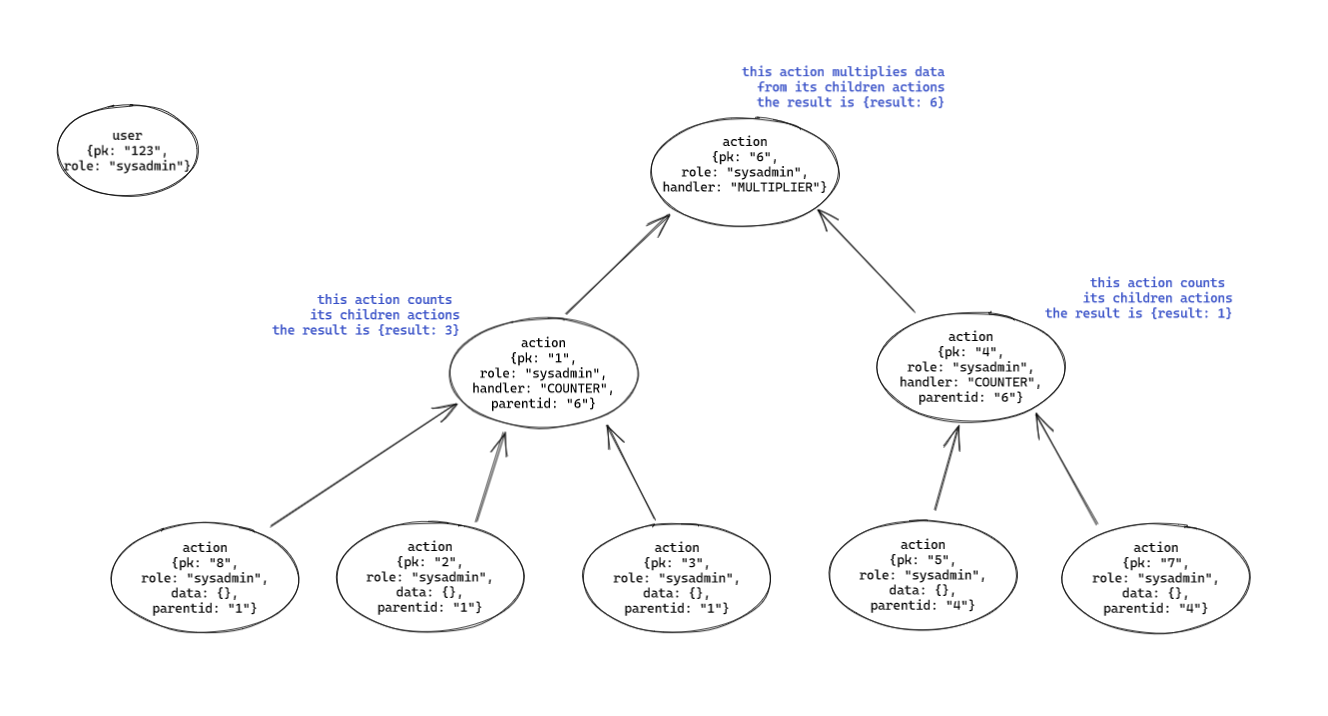 this action multiplies data
from its children actions
the result is {result: 6}
user
{pk: "123",
role: "sysadmin"}
action
{pk: "6",
role: "sysadmin",
handler: "MULTIPLIER"}
this action counts
its children actions
the result is {result: 3}
this action counts
its children actions
the result is {result: 1}
action
{pk: "1",
role: "sysadmin",
handler: "COUNTER",
parentid: "6"}
action
{pk: "4",
role: "sysadmin",
handler: "COUNTER",
parentid: "6"}
action
{pk: "8",
role: "sysadmin",
data: {},
parentid: "1"}
action
{pk: "2",
role: "sysadmin",
data: {},
parentid: "1"}
action
{pk: "3",
role: "sysadmin",
data: {},
parentid: "1"}
action
{pk: "5",
role: "sysadmin",
data: {},
parentid: "4"}
action
{pk: "7",
role: "sysadmin",
data: {},
parentid: "4"}